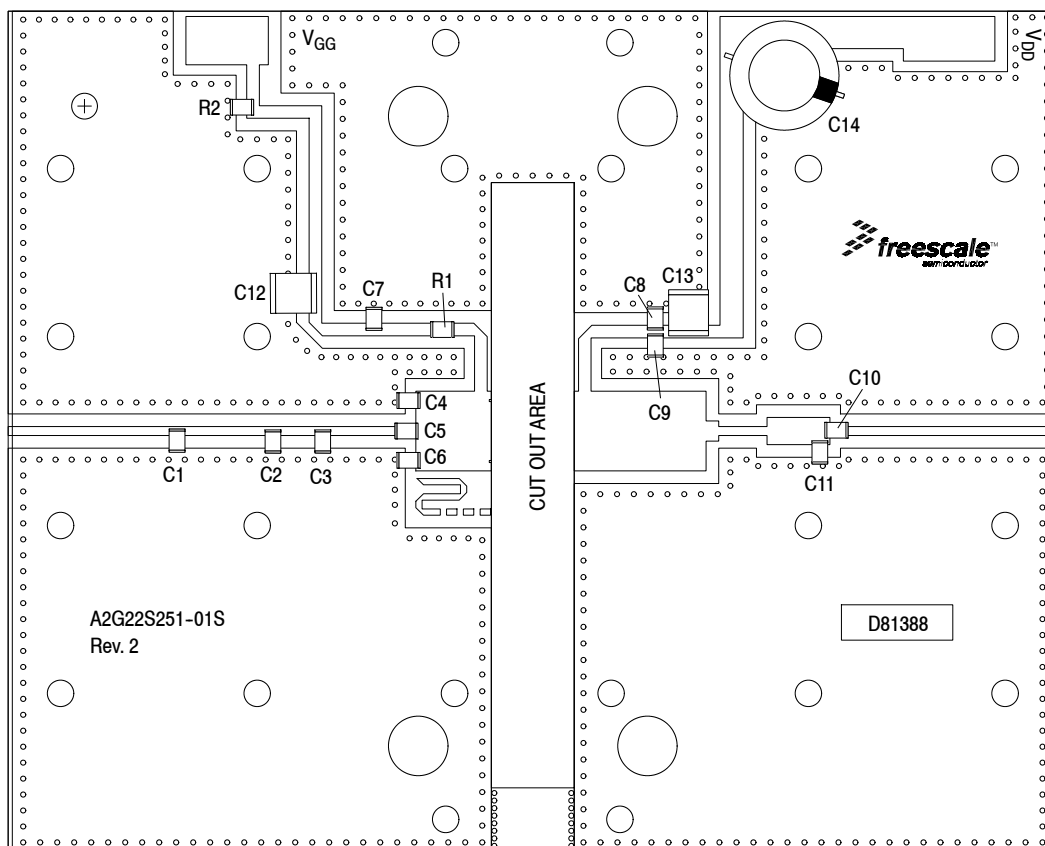 VGG
VDD
R2
C14
freescale™
semiconductor
C12
C7
R1
C8
C13
C9
C10
C4
C5
C6
C1
C2
C3
C11
CUT OUT AREA
A2G22S251-01S
Rev. 2
D81388